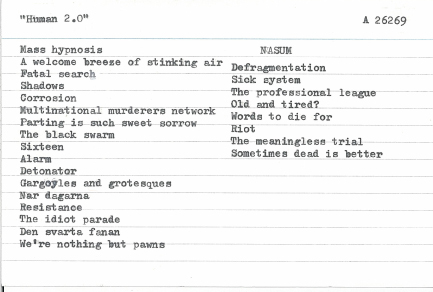 "Human 2.0"
A 26269
Mass hypnosis
A welcome breeze of stinking air
Fatal search
Shadows
Corrosion
Multinational murderers network
Parting is such sweet sorrow
The black swarm
Sixteen
Alarm
Detonator
Gargoyles and grotesques
Nar dagarna
Resistance
The idiot parade
Den svarta fanan
We're nothing but pawns
NASUM
Defragmentation
Sick system
The professional league
Old and tired?
Words to die for
Riot
The meaningless trial
Sometimes dead is better